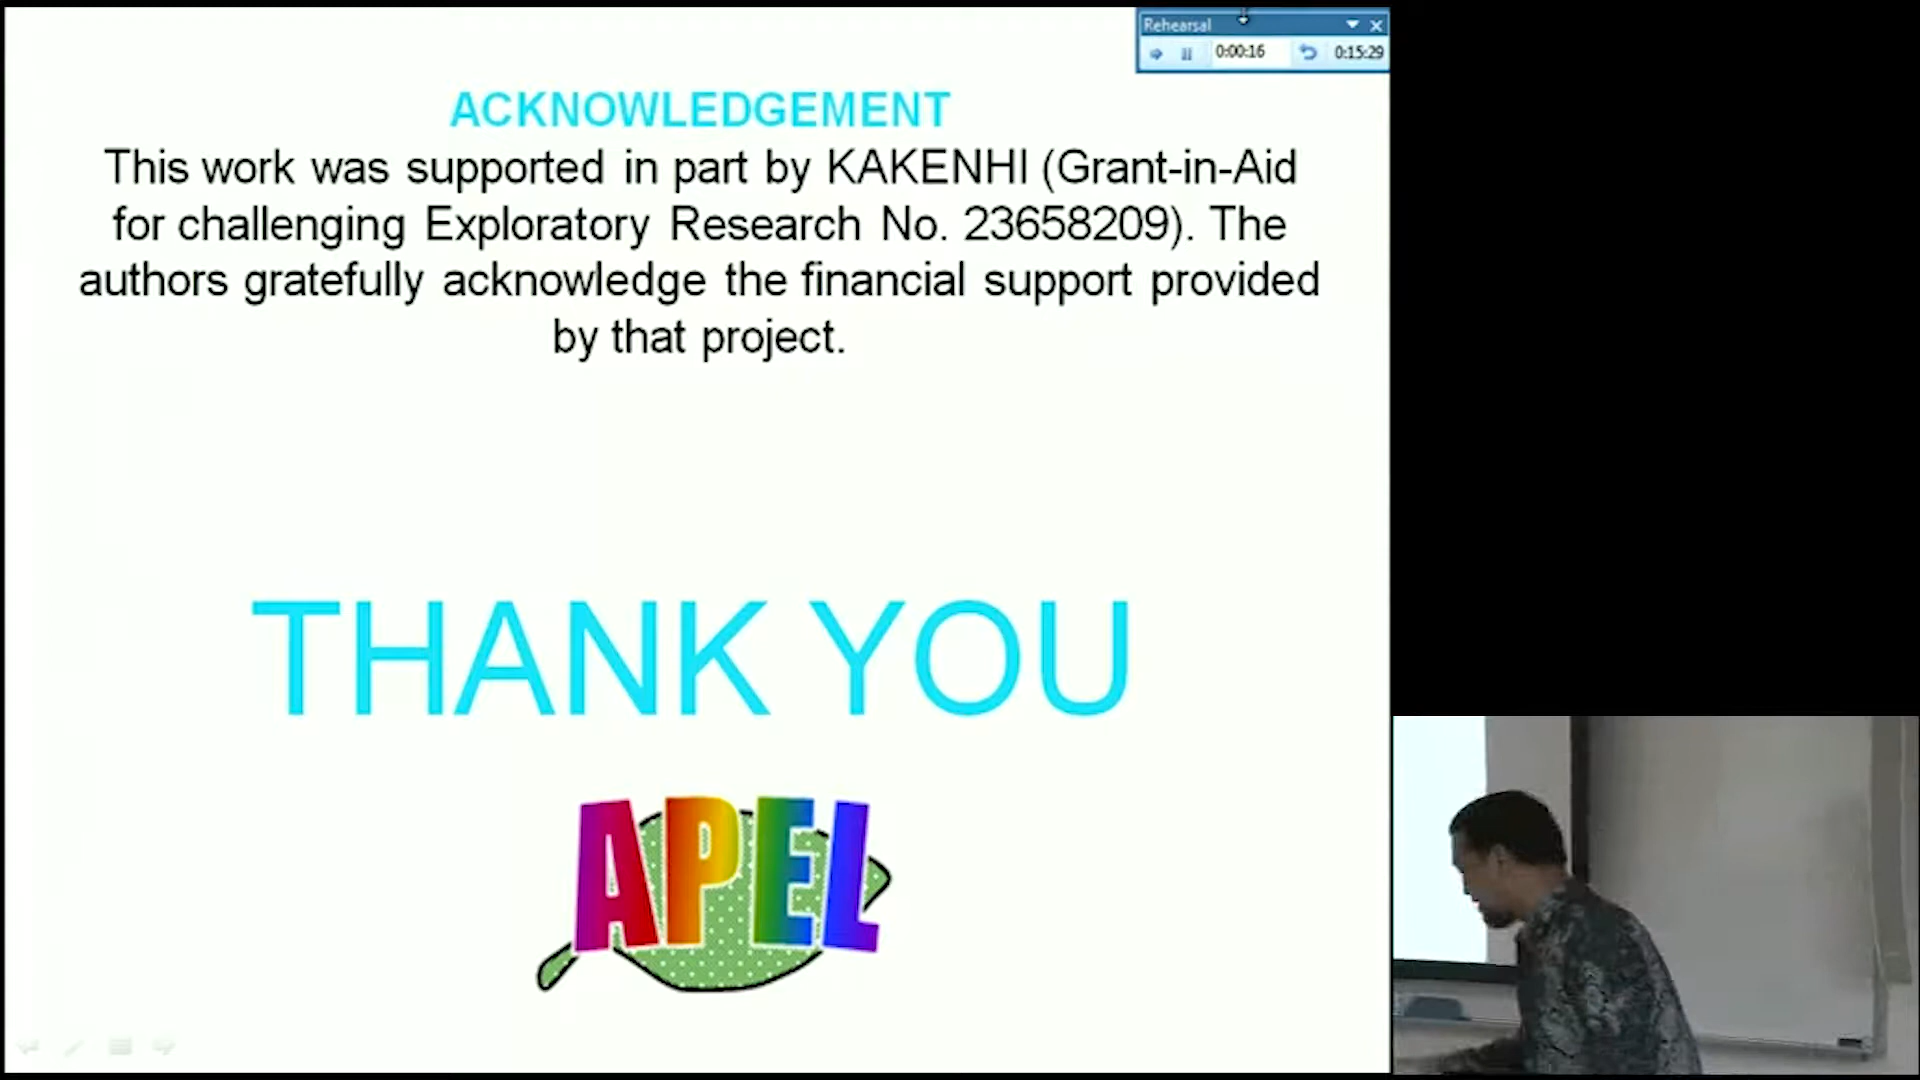 Rehearsal
0:00:16 0:15:29
ACKNOWLEDGEMENT
This work was supported in part by KAKENHI (Grant-in-Aid
for challenging Exploratory Research No. 23658209). The
authors gratefully acknowledge the financial support provided
by that project.
THANK YOU
APEL